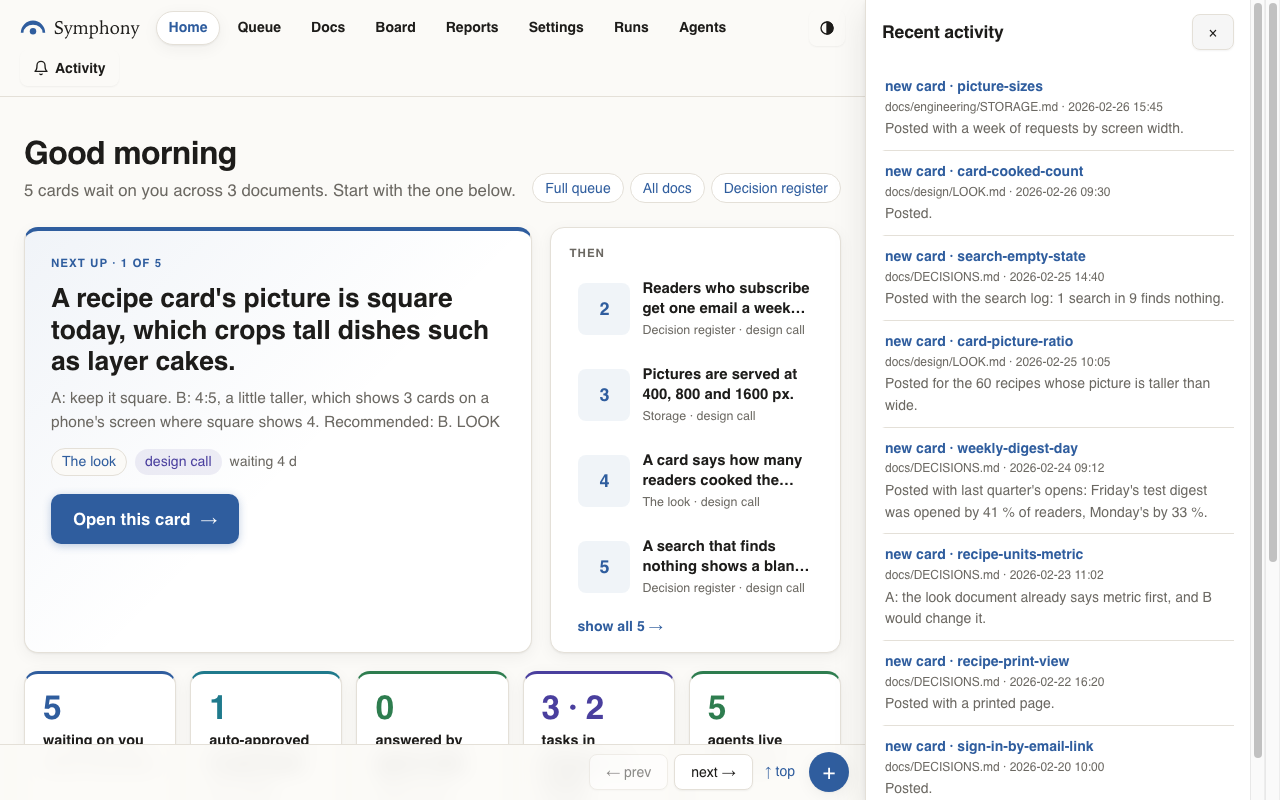 Symphony
Home
Queue
Docs
Board
Reports
Settings
Runs
Agents
Activity
Good morning
5 cards wait on you across 3 documents. Start with the one below.
Full queue
All docs
Decision register
NEXT UP · 1 OF 5
A recipe card's picture is square
today, which crops tall dishes such
as layer cakes.
A: keep it square. B: 4:5, a little taller, which shows 3 cards on a
phone's screen where square shows 4. Recommended: B. LOOK
The look
design call
waiting 4 d
Open this card →
THEN
2
Readers who subscribe
get one email a week…
Decision register · design call
3
Pictures are served at
400, 800 and 1600 px.
Storage · design call
4
A card says how many
readers cooked the…
The look · design call
5
A search that finds
nothing shows a blan…
Decision register · design call
show all 5 →
5
waiting on you
1
auto-approved
0
answered by
3 · 2
tasks in
5
agents live
← prev
next →
↑ top
+
Recent activity
×
new card · picture-sizes
docs/engineering/STORAGE.md · 2026-02-26 15:45
Posted with a week of requests by screen width.
new card · card-cooked-count
docs/design/LOOK.md · 2026-02-26 09:30
Posted.
new card · search-empty-state
docs/DECISIONS.md · 2026-02-25 14:40
Posted with the search log: 1 search in 9 finds nothing.
new card · card-picture-ratio
docs/design/LOOK.md · 2026-02-25 10:05
Posted for the 60 recipes whose picture is taller than
wide.
new card · weekly-digest-day
docs/DECISIONS.md · 2026-02-24 09:12
Posted with last quarter's opens: Friday's test digest
was opened by 41 % of readers, Monday's by 33 %.
new card · recipe-units-metric
docs/DECISIONS.md · 2026-02-23 11:02
A: the look document already says metric first, and B
would change it.
new card · recipe-print-view
docs/DECISIONS.md · 2026-02-22 16:20
Posted with a printed page.
new card · sign-in-by-email-link
docs/DECISIONS.md · 2026-02-20 10:00
Posted.